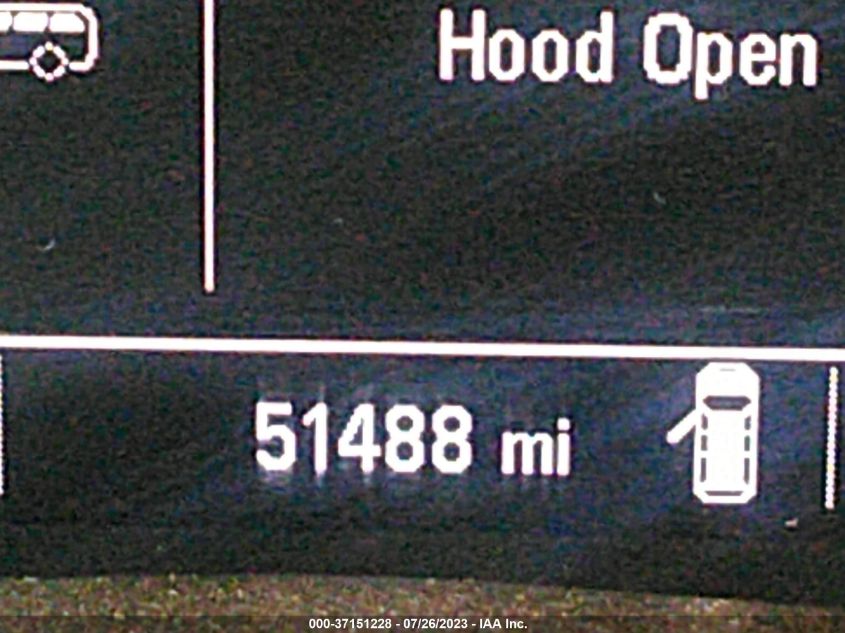 Hood Open
51488 mi
000-37151228 - 07/26/2023 - IAA Inc.